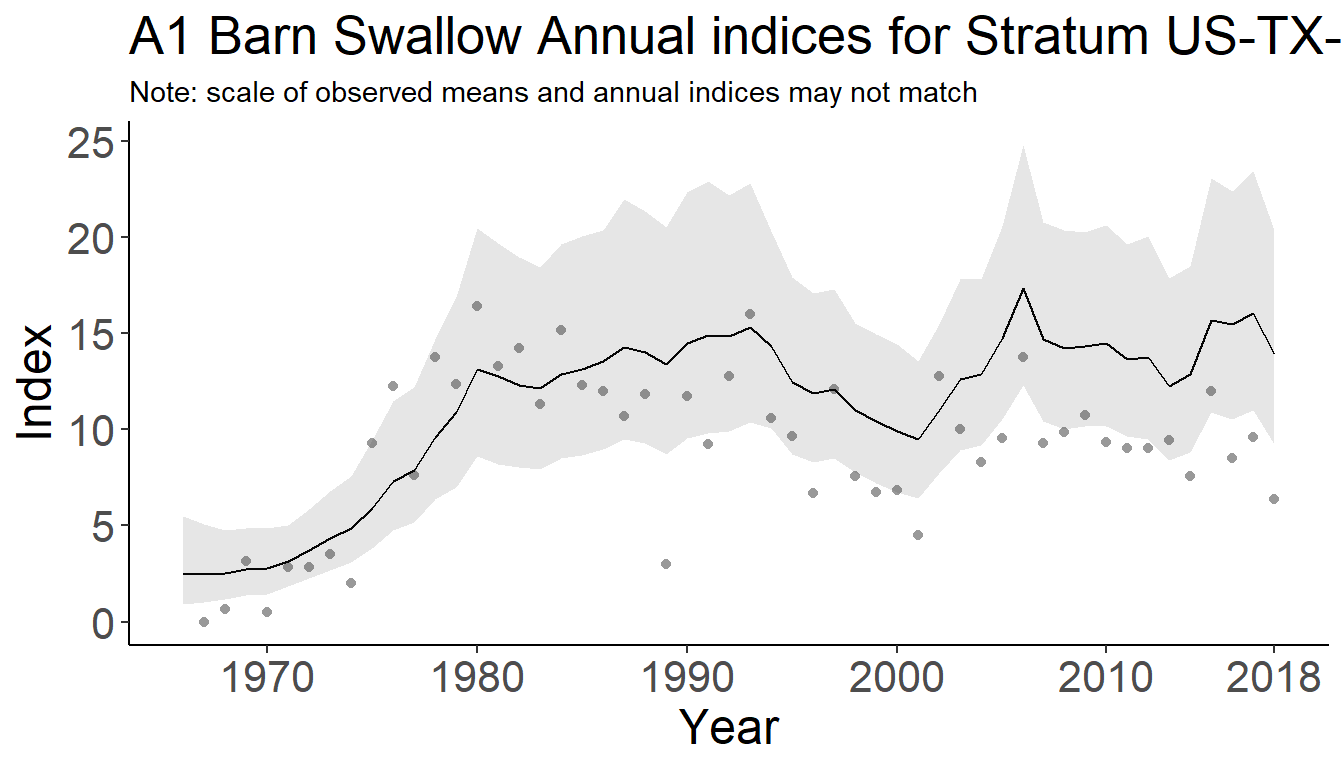 A1 Barn Swallow Annual indices for Stratum US-TX-
Note: scale of observed means and annual indices may not match
25
20
15
10
5
0
Index
1970 1980 1990 2000 2010 2018
Year